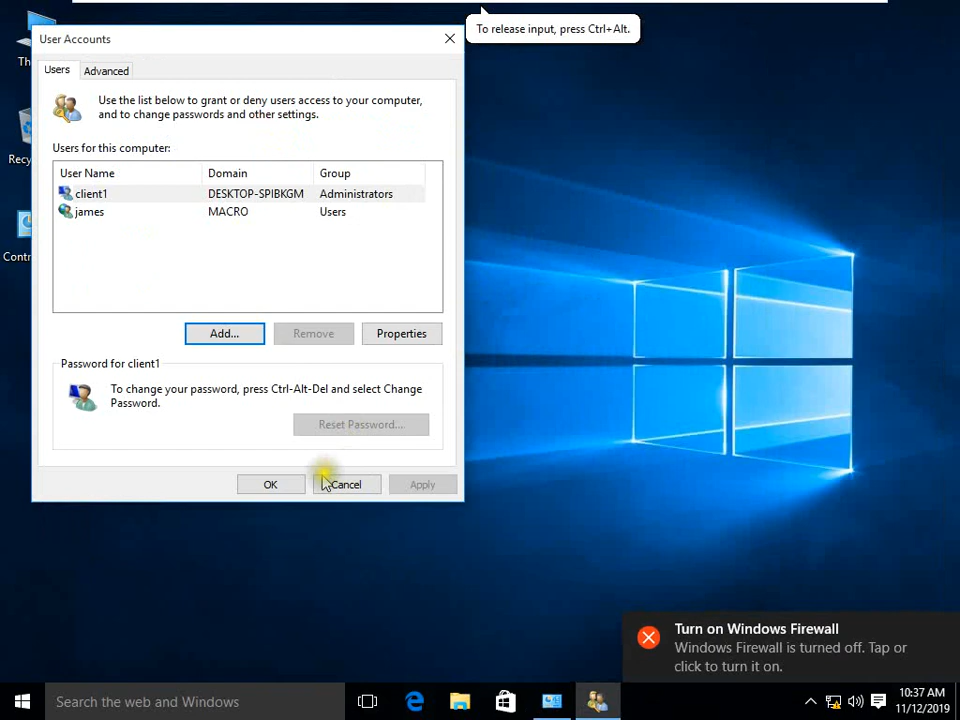 To release input, press Ctrl+Alt.
User Accounts
Users
Advanced
Use the list below to grant or deny users access to your computer,
and to change passwords and other settings.
Users for this computer:
User Name Domain Group
client1 DESKTOP-SPIBKGM Administrators
james MACRO Users
Add...
Remove
Properties
Password for client1
To change your password, press Ctrl-Alt-Del and select Change
Password.
Reset Password...
OK
Cancel
Apply
Th
Recy
Contr
Turn on Windows Firewall
Windows Firewall is turned off. Tap or
click to turn it on.
Search the web and Windows
10:37 AM
11/12/2019